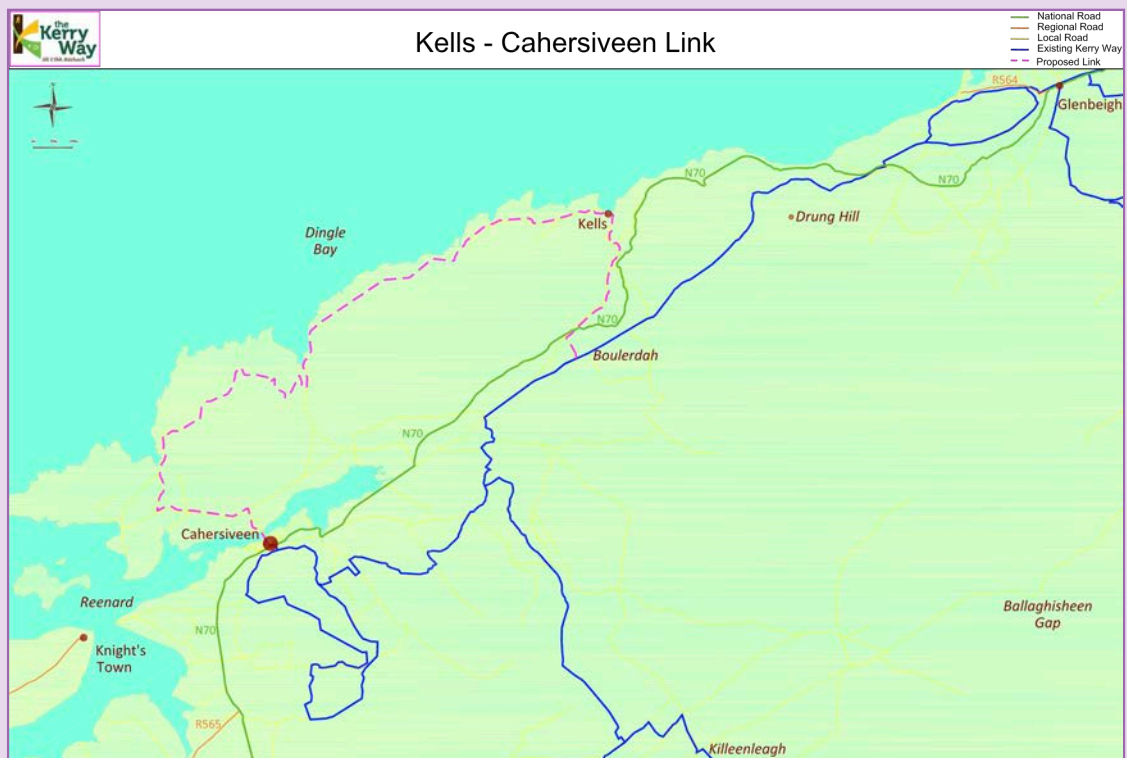 the
Kerry
Way
Kells - Cahersiveen Link
National Road
Regional Road
Local Road
Existing Kerry Way
Proposed Link
N
R564
Glenbeigh
N70
N70
Drung Hill
Kells
Dingle
Bay
N70
Boulerdah
N70
Cahersiveen
Reenard
Ballaghisheen
Gap
N70
Knight's
Town
R565
Killeenleagh